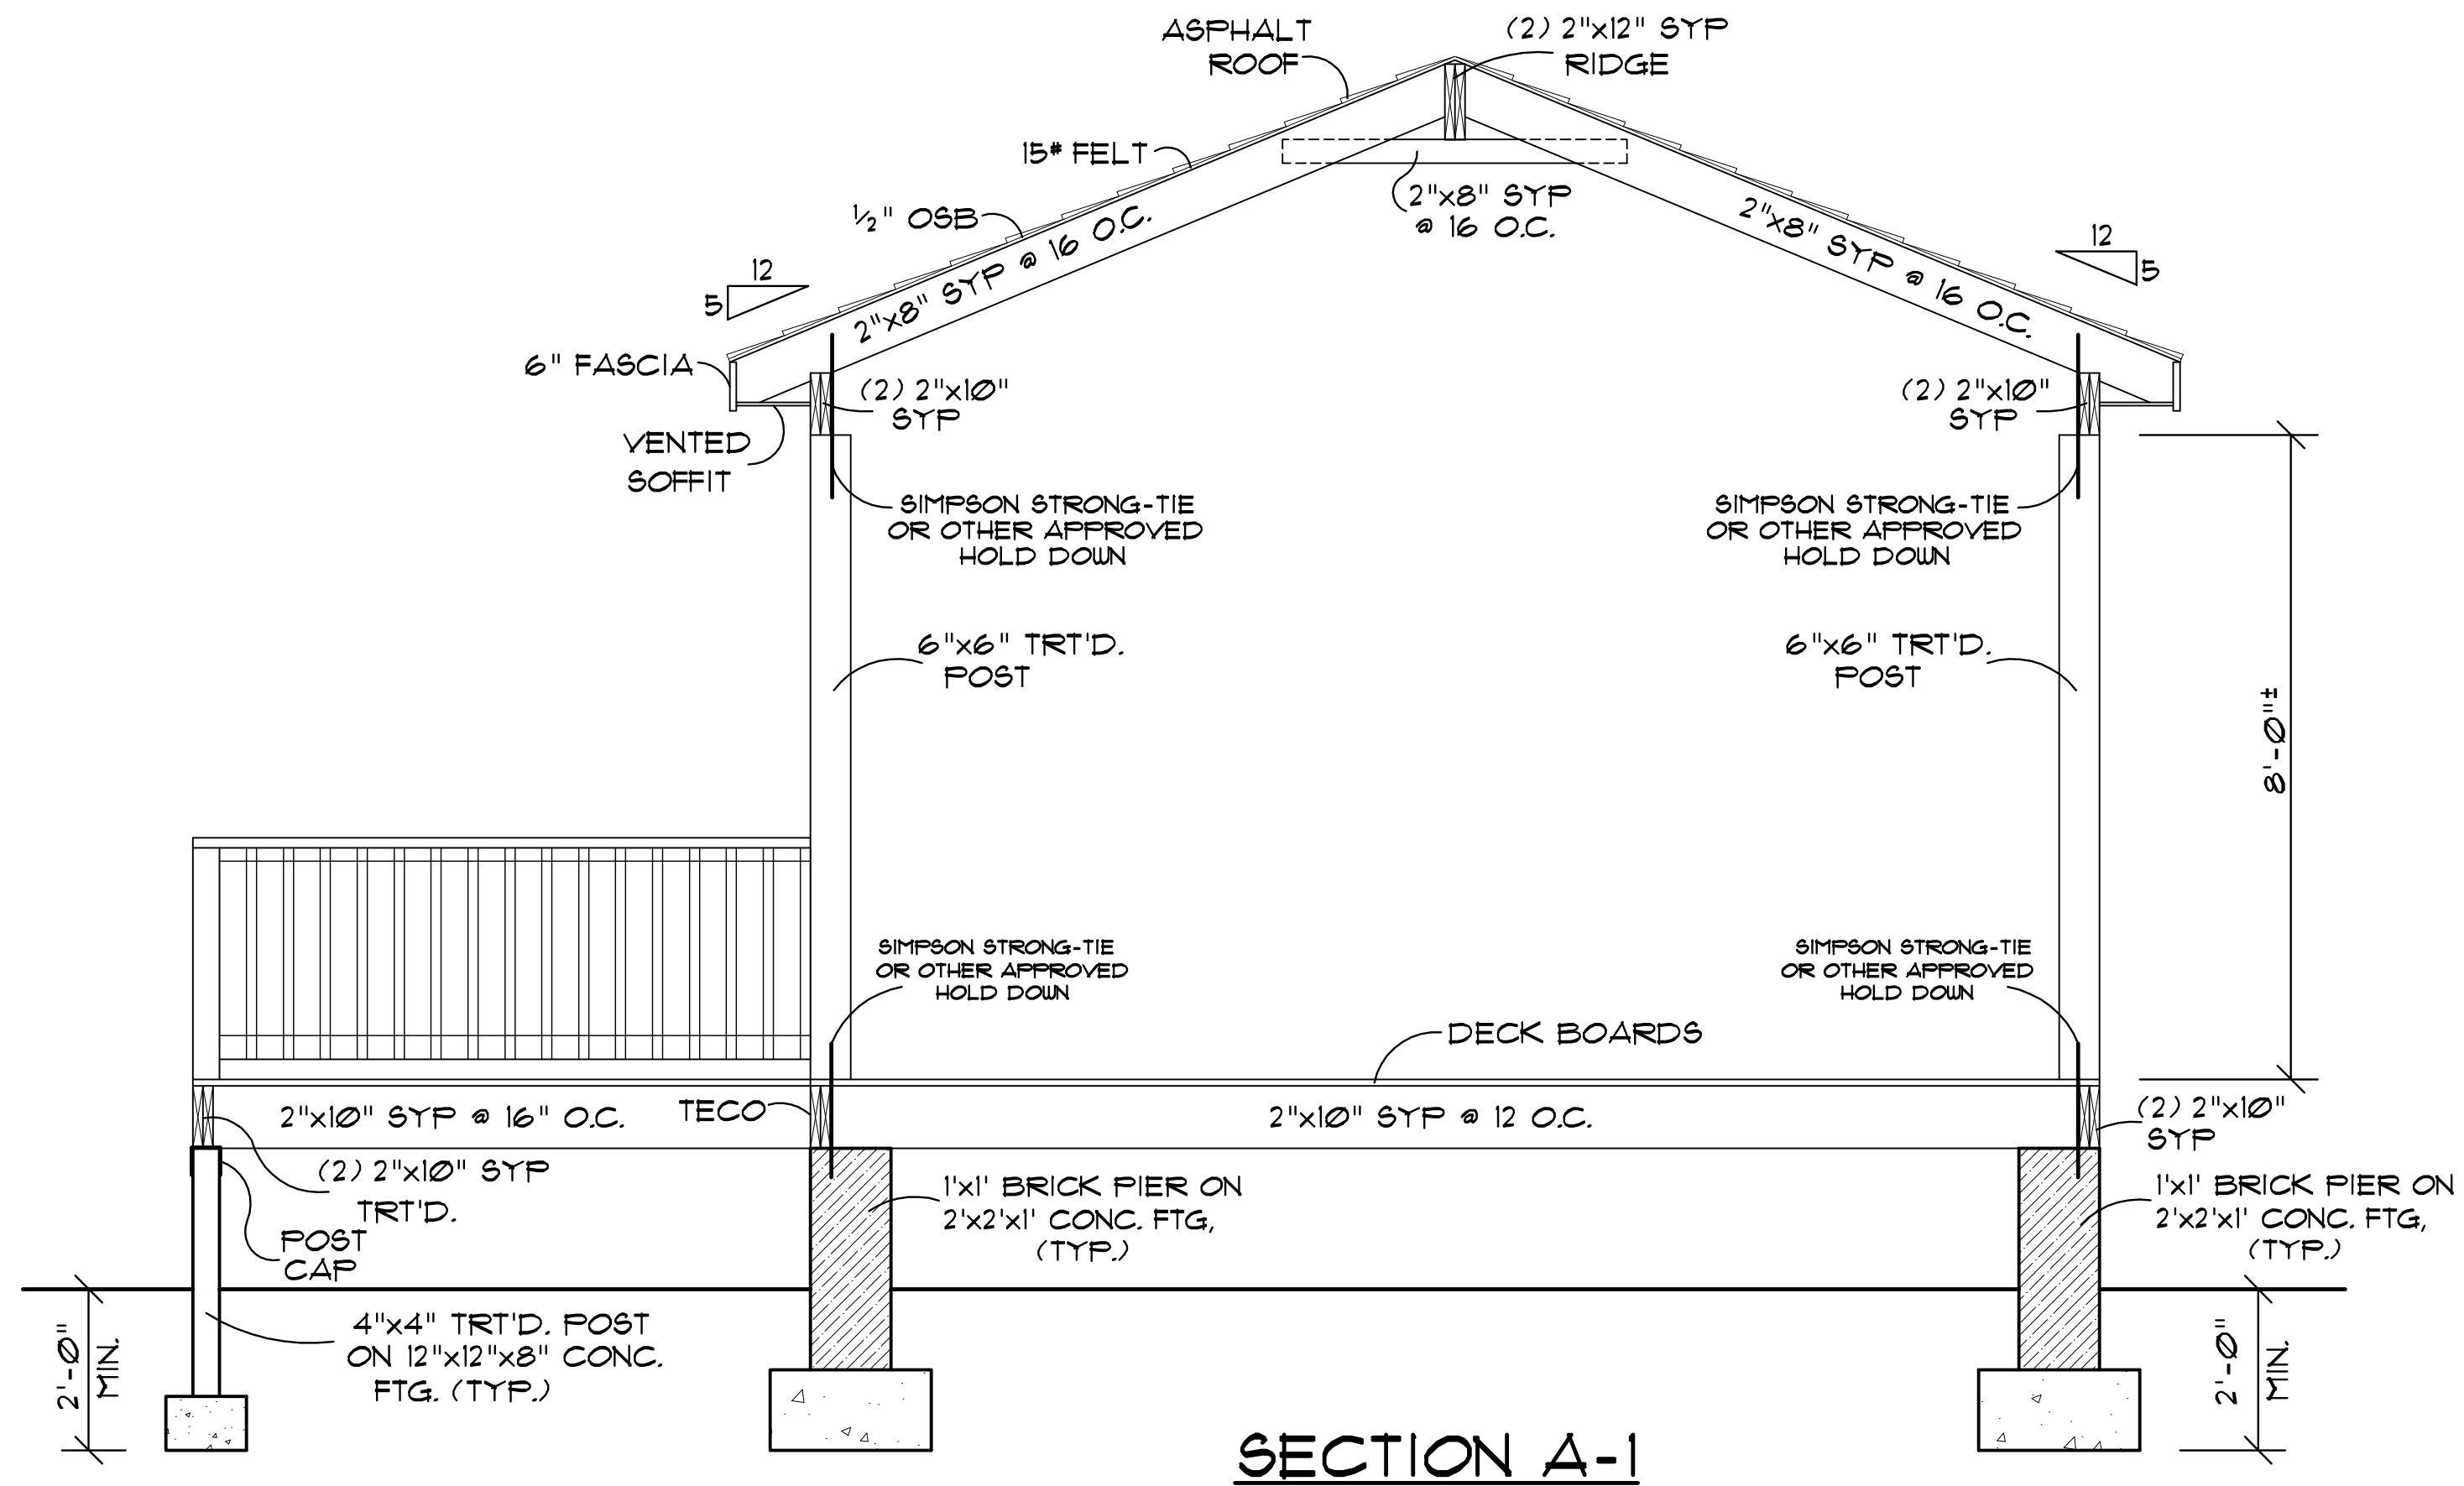 ASPHALT
ROOF
(2) 2"x12" SYP
RIDGE
15# FELT
2"x8" SYP
@ 16 O.C.
½" OSB
2"x8" SYP @ 16 O.C.
2"x8" SYP @ 16 O.C.
12
5
12
5
6" FASCIA
(2) 2"x10"
SYP
(2) 2"x10"
SYP
VENTED
SOFFIT
SIMPSON STRONG-TIE
OR OTHER APPROVED
HOLD DOWN
SIMPSON STRONG-TIE
OR OTHER APPROVED
HOLD DOWN
6"x6" TRT'D.
POST
6"x6" TRT'D.
POST
8'-0"±
SIMPSON STRONG-TIE
OR OTHER APPROVED
HOLD DOWN
SIMPSON STRONG-TIE
OR OTHER APPROVED
HOLD DOWN
DECK BOARDS
2"x10" SYP @ 16" O.C.
TECO
2"x10" SYP @ 12 O.C.
(2) 2"x10"
SYP
(2) 2"x10" SYP
TRT'D.
POST
CAP
1'x1' BRICK PIER ON
2'x2'x1' CONC. FTG,
(TYP.)
1'x1' BRICK PIER ON
2'x2'x1' CONC. FTG,
(TYP.)
2'-0"
MIN.
4"x4" TRT'D. POST
ON 12"x12"x8" CONC.
FTG. (TYP.)
2'-0"
MIN.
SECTION A-1